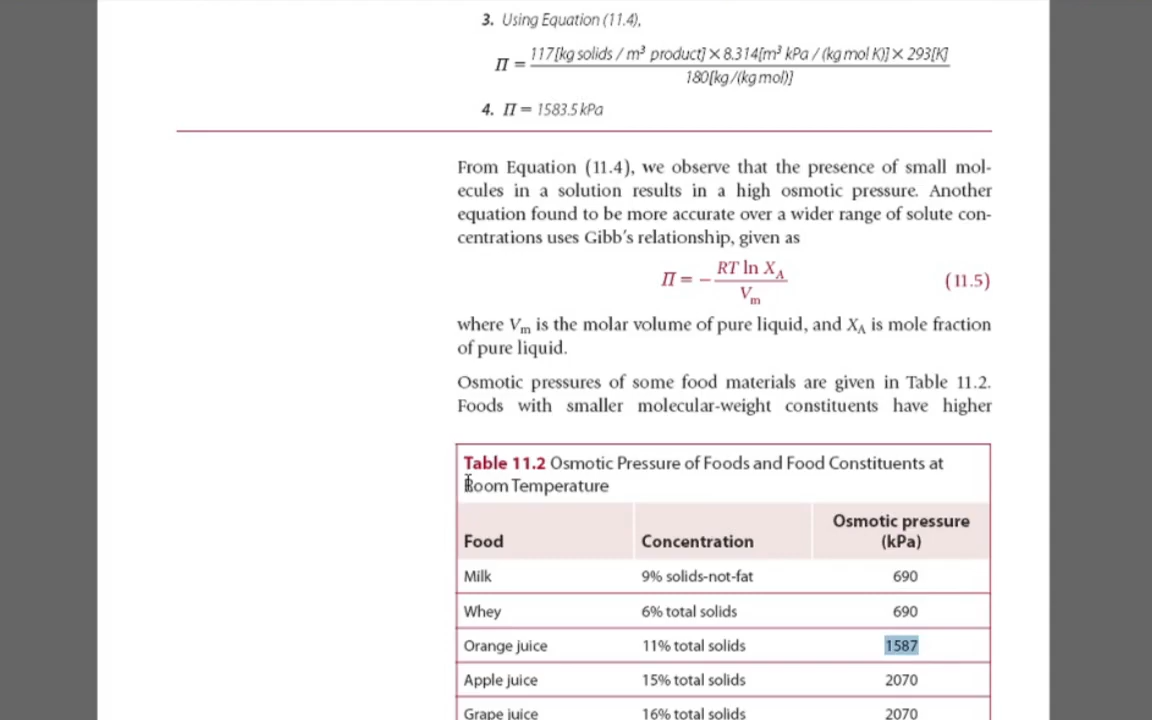 3. Using Equation (11.4),
Π = 117[kg solids / m³ product] × 8.314[m³ kPa / (kg mol K)] × 293[K]
180[kg/(kg mol)]
4. Π = 1583.5 kPa
From Equation (11.4), we observe that the presence of small mol-
ecules in a solution results in a high osmotic pressure. Another
equation found to be more accurate over a wider range of solute con-
centrations uses Gibb's relationship, given as
Π = − RT ln X_A
V_m
(11.5)
where V_m is the molar volume of pure liquid, and X_A is mole fraction
of pure liquid.
Osmotic pressures of some food materials are given in Table 11.2.
Foods with smaller molecular-weight constituents have higher
Table 11.2 Osmotic Pressure of Foods and Food Constituents at
Room Temperature
Food Concentration Osmotic pressure (kPa)
Milk 9% solids-not-fat 690
Whey 6% total solids 690
Orange juice 11% total solids 1587
Apple juice 15% total solids 2070
Grape juice 16% total solids 2070